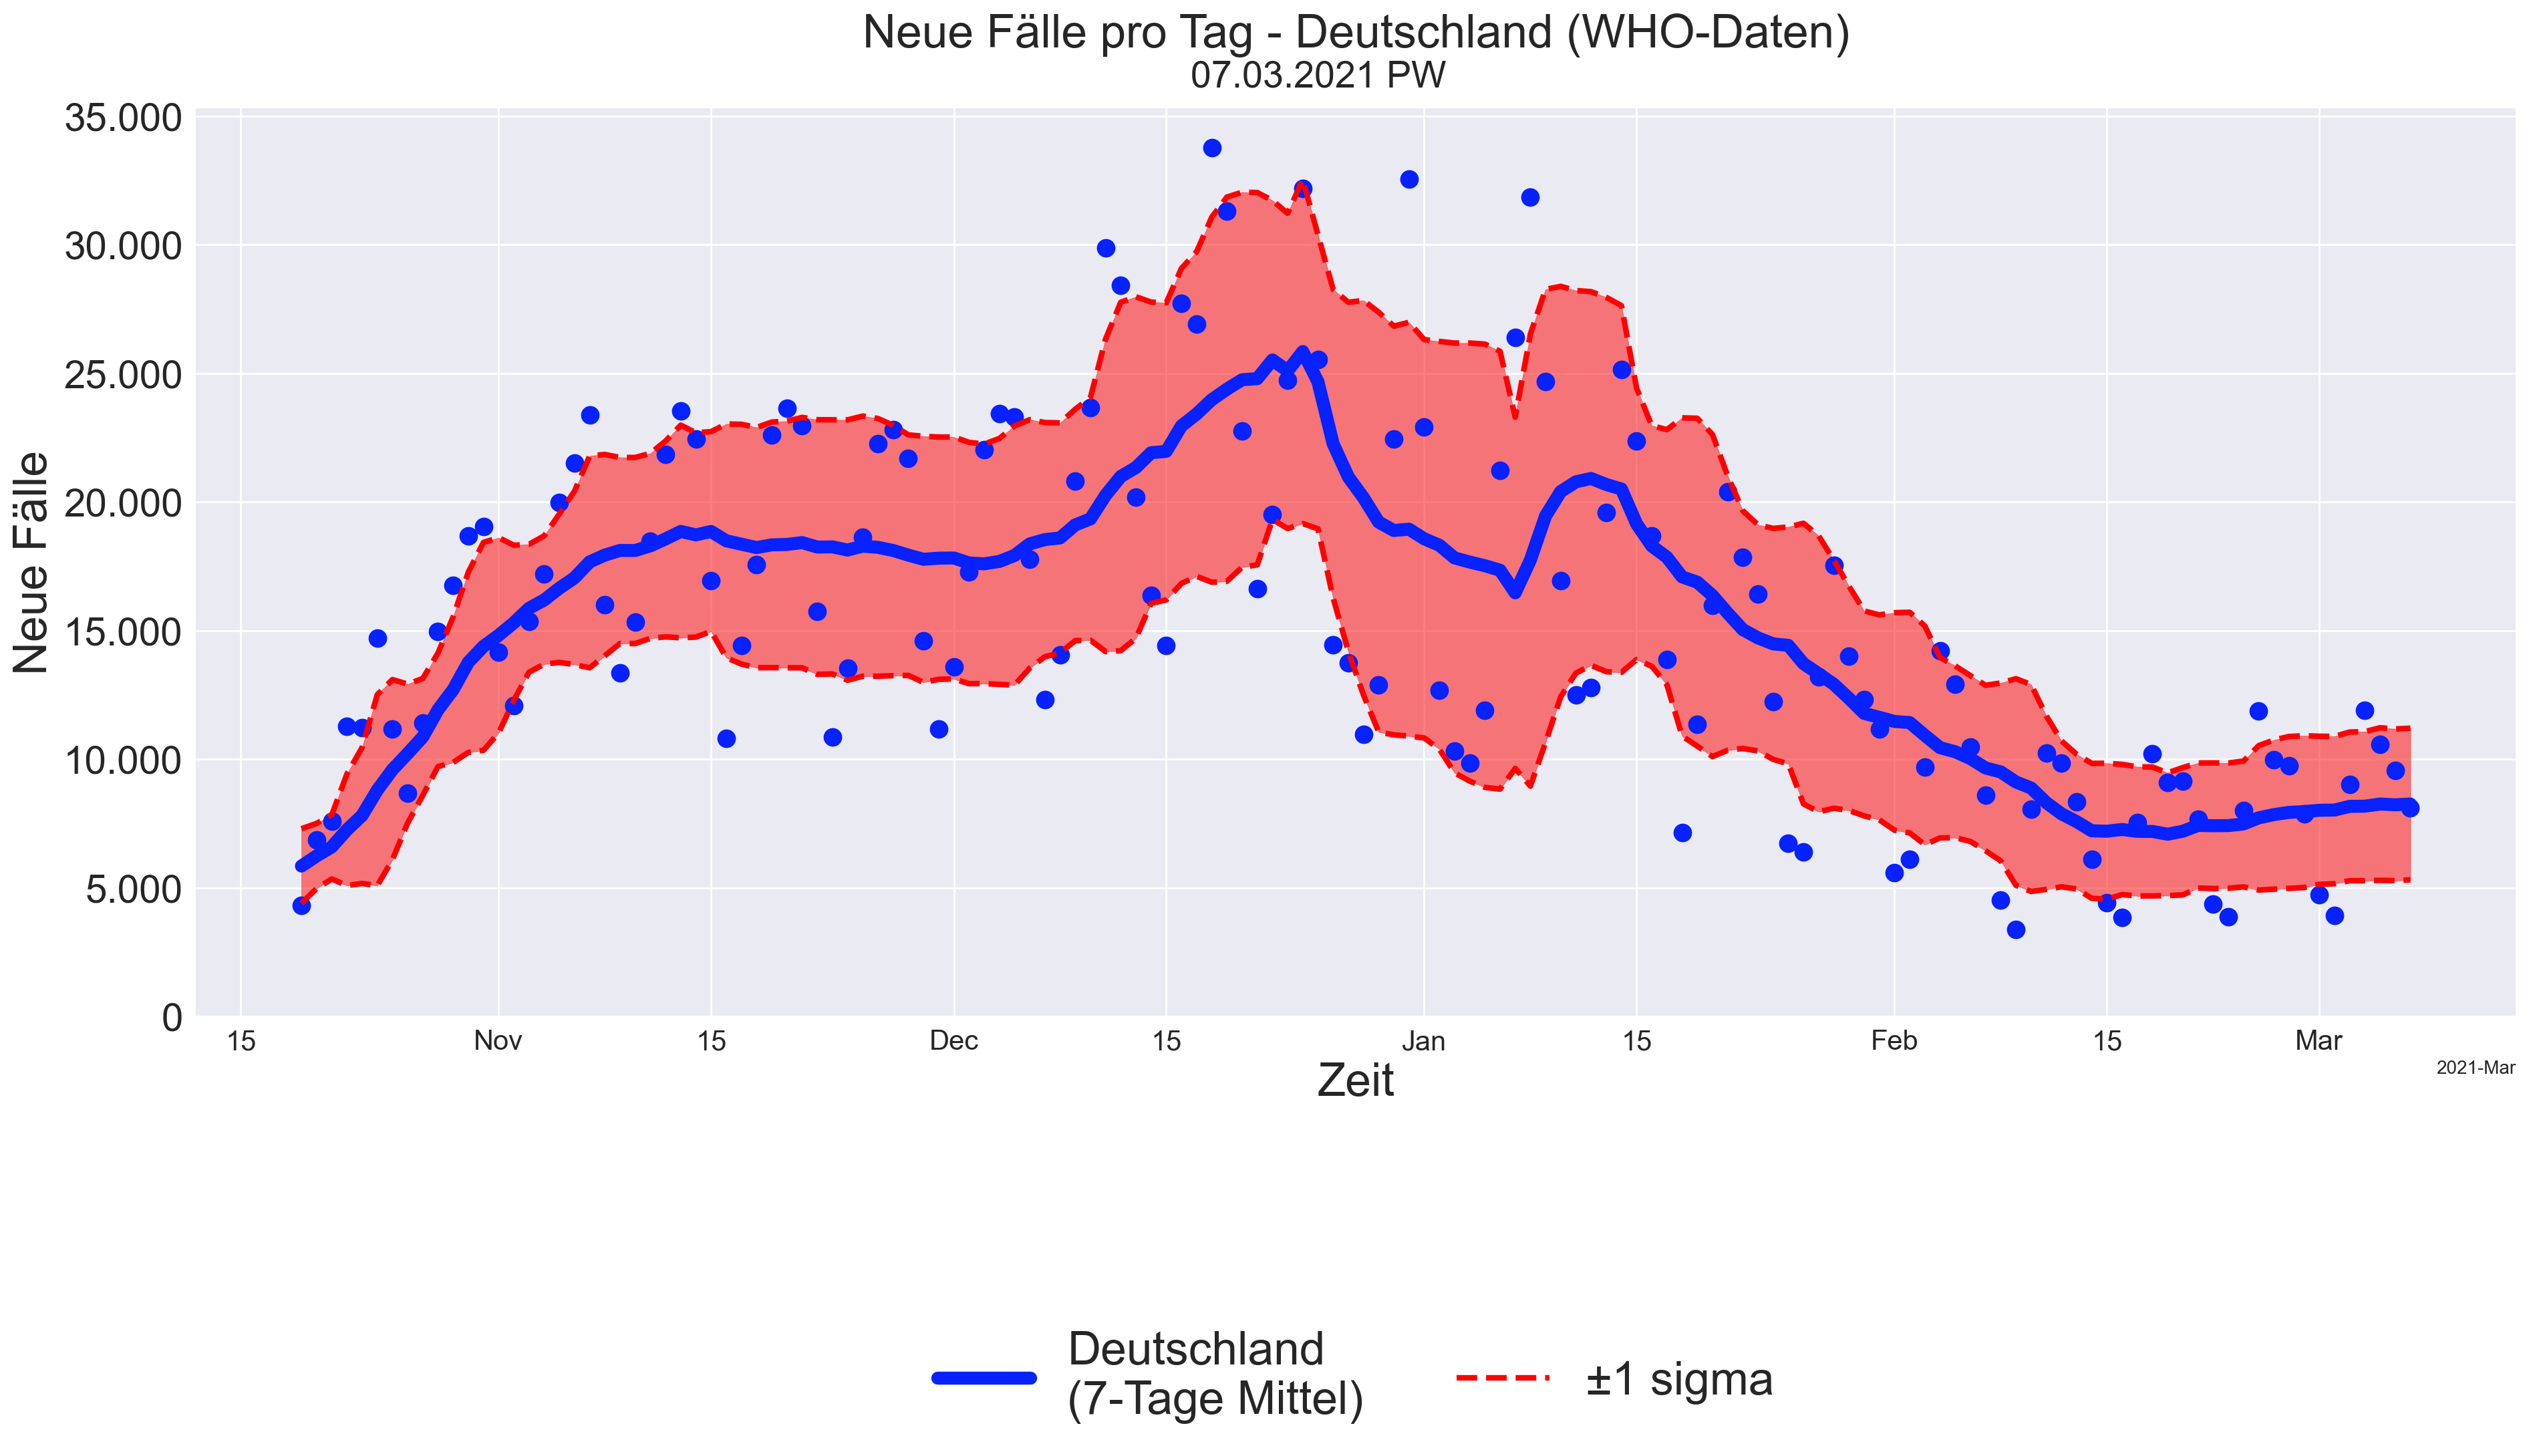 Neue Fälle pro Tag - Deutschland (WHO-Daten)
07.03.2021 PW
Neue Fälle
35.000
30.000
25.000
20.000
15.000
10.000
5.000
0
15 Nov 15 Dec 15 Jan 15 Feb 15 Mar
2021-Mar
Zeit
Deutschland
(7-Tage Mittel)
±1 sigma